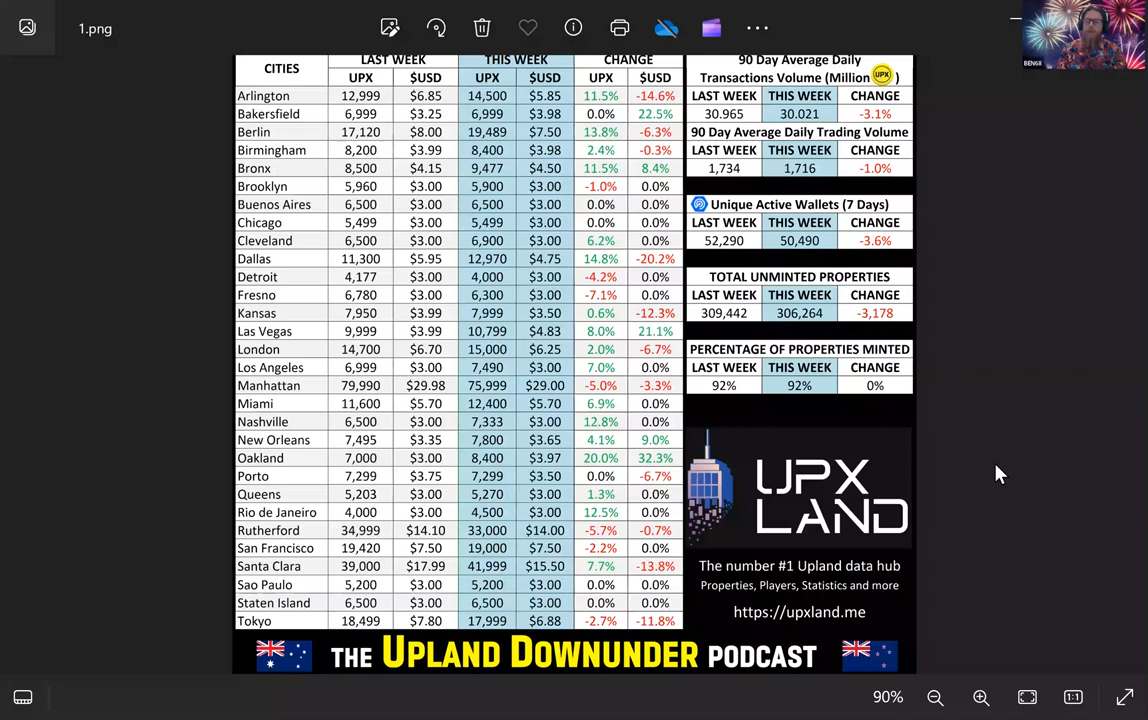 1.png
BEN68
CITIES LAST WEEK THIS WEEK CHANGE
UPX $USD UPX $USD UPX $USD
Arlington 12,999 $6.85 14,500 $5.85 11.5% -14.6%
Bakersfield 6,999 $3.25 6,999 $3.98 0.0% 22.5%
Berlin 17,120 $8.00 19,489 $7.50 13.8% -6.3%
Birmingham 8,200 $3.99 8,400 $3.98 2.4% -0.3%
Bronx 8,500 $4.15 9,477 $4.50 11.5% 8.4%
Brooklyn 5,960 $3.00 5,900 $3.00 -1.0% 0.0%
Buenos Aires 6,500 $3.00 6,500 $3.00 0.0% 0.0%
Chicago 5,499 $3.00 5,499 $3.00 0.0% 0.0%
Cleveland 6,500 $3.00 6,900 $3.00 6.2% 0.0%
Dallas 11,300 $5.95 12,970 $4.75 14.8% -20.2%
Detroit 4,177 $3.00 4,000 $3.00 -4.2% 0.0%
Fresno 6,780 $3.00 6,300 $3.00 -7.1% 0.0%
Kansas 7,950 $3.99 7,999 $3.50 0.6% -12.3%
Las Vegas 9,999 $3.99 10,799 $4.83 8.0% 21.1%
London 14,700 $6.70 15,000 $6.25 2.0% -6.7%
Los Angeles 6,999 $3.00 7,490 $3.00 7.0% 0.0%
Manhattan 79,990 $29.98 75,999 $29.00 -5.0% -3.3%
Miami 11,600 $5.70 12,400 $5.70 6.9% 0.0%
Nashville 6,500 $3.00 7,333 $3.00 12.8% 0.0%
New Orleans 7,495 $3.35 7,800 $3.65 4.1% 9.0%
Oakland 7,000 $3.00 8,400 $3.97 20.0% 32.3%
Porto 7,299 $3.75 7,299 $3.50 0.0% -6.7%
Queens 5,203 $3.00 5,270 $3.00 1.3% 0.0%
Rio de Janeiro 4,000 $3.00 4,500 $3.00 12.5% 0.0%
Rutherford 34,999 $14.10 33,000 $14.00 -5.7% -0.7%
San Francisco 19,420 $7.50 19,000 $7.50 -2.2% 0.0%
Santa Clara 39,000 $17.99 41,999 $15.50 7.7% -13.8%
Sao Paulo 5,200 $3.00 5,200 $3.00 0.0% 0.0%
Staten Island 6,500 $3.00 6,500 $3.00 0.0% 0.0%
Tokyo 18,499 $7.80 17,999 $6.88 -2.7% -11.8%
90 Day Average Daily
Transactions Volume (Million UPX )
LAST WEEK THIS WEEK CHANGE
30.965 30.021 -3.1%
90 Day Average Daily Trading Volume
LAST WEEK THIS WEEK CHANGE
1,734 1,716 -1.0%
Unique Active Wallets (7 Days)
LAST WEEK THIS WEEK CHANGE
52,290 50,490 -3.6%
TOTAL UNMINTED PROPERTIES
LAST WEEK THIS WEEK CHANGE
309,442 306,264 -3,178
PERCENTAGE OF PROPERTIES MINTED
LAST WEEK THIS WEEK CHANGE
92% 92% 0%
UPX
LAND
The number #1 Upland data hub
Properties, Players, Statistics and more
https://upxland.me
THE UPLAND DOWNUNDER PODCAST
90%
1:1